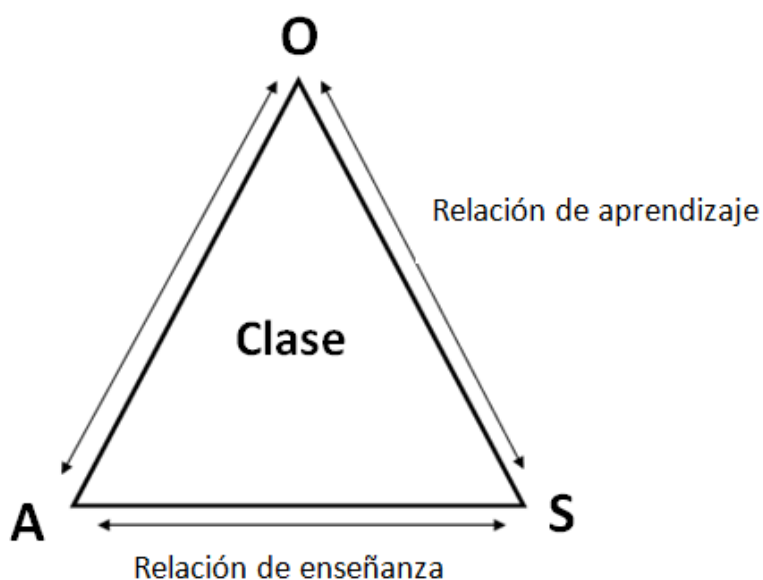 O
Relación de aprendizaje
Clase
A
S
Relación de enseñanza